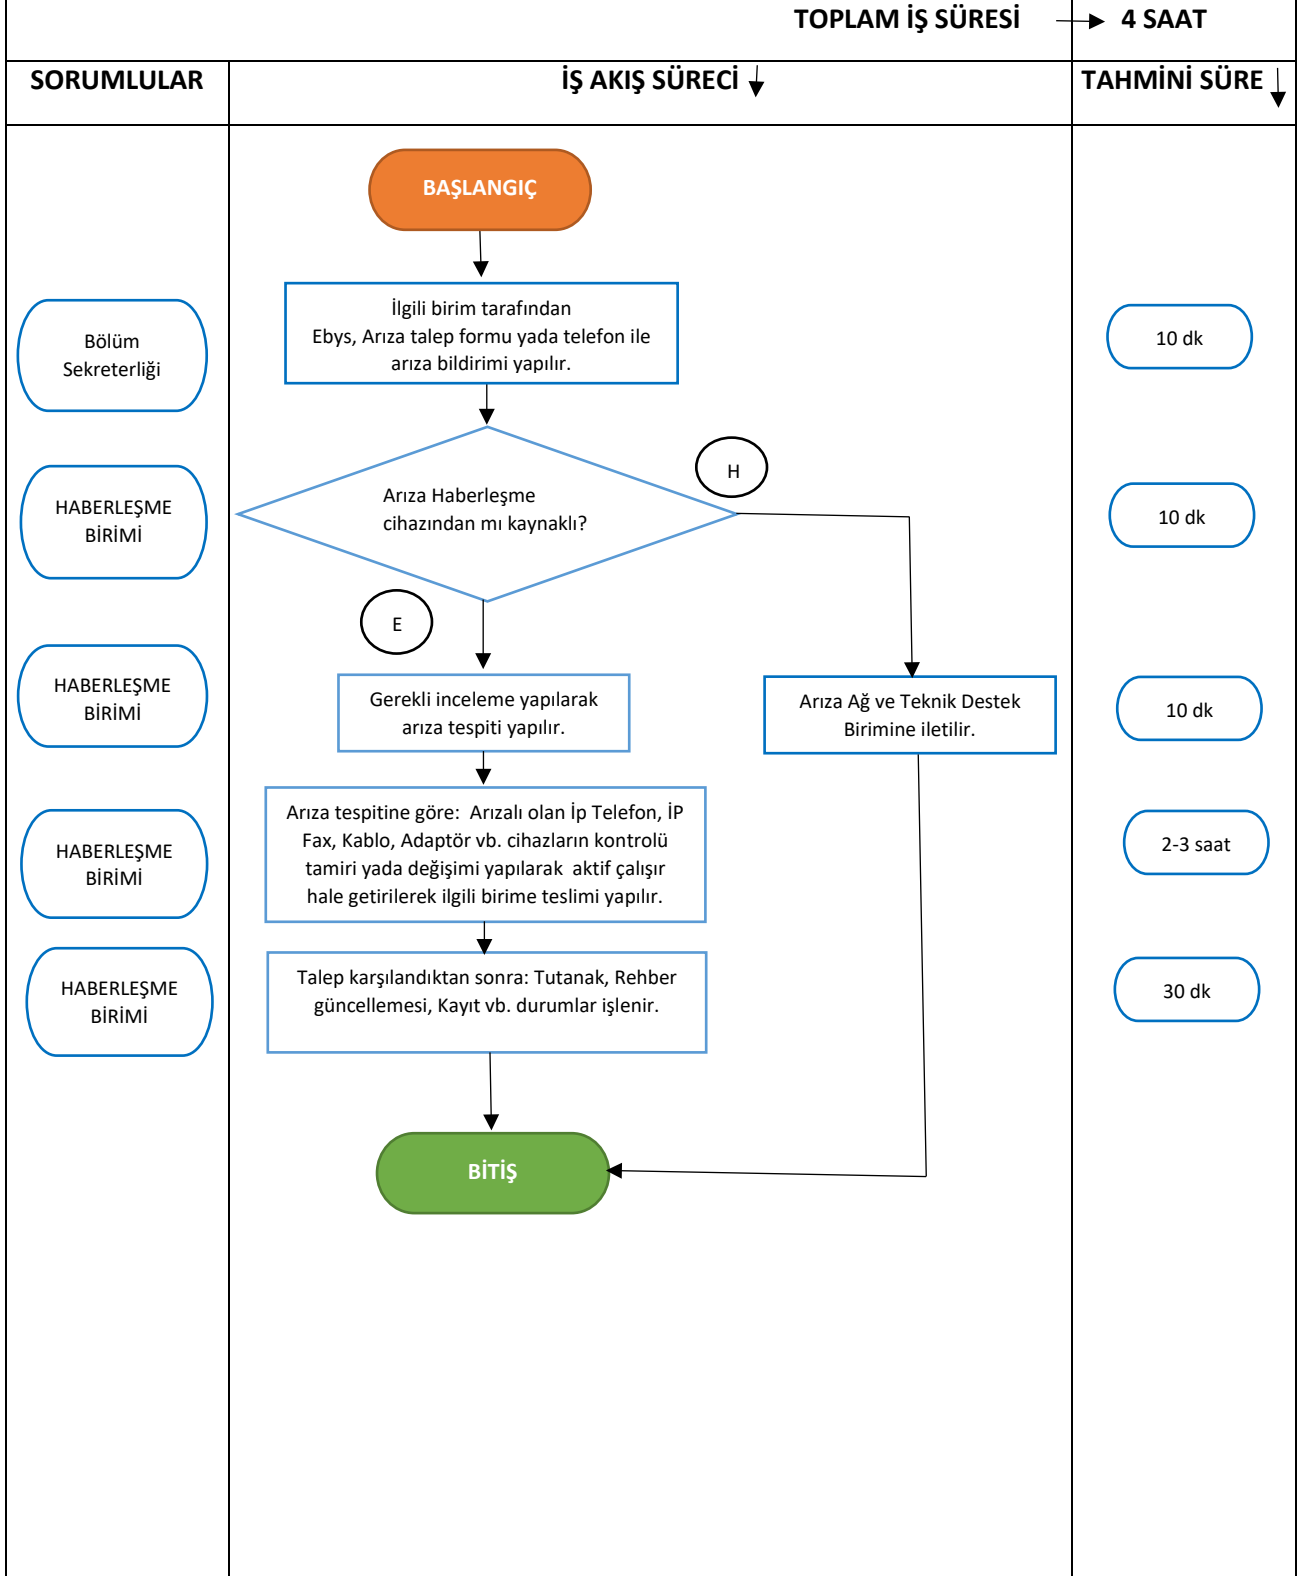 TOPLAM İŞ SÜRESİ 4 SAAT
SORUMLULAR İŞ AKIŞ SÜRECİ TAHMİNİ SÜRE
BAŞLANGIÇ
İlgili birim tarafından
Ebys, Arıza talep formu yada telefon ile
arıza bildirimi yapılır.
Bölüm
Sekreterliği
10 dk
H
Arıza Haberleşme
cihazından mı kaynaklı?
HABERLEŞME
BİRİMİ
10 dk
E
HABERLEŞME
BİRİMİ
Gerekli inceleme yapılarak
arıza tespiti yapılır.
Arıza Ağ ve Teknik Destek
Birimine iletilir.
10 dk
Arıza tespitine göre:  Arızalı olan İp Telefon, İP
Fax, Kablo, Adaptör vb. cihazların kontrolü
tamiri yada değişimi yapılarak  aktif çalışır
hale getirilerek ilgili birime teslimi yapılır.
HABERLEŞME
BİRİMİ
2-3 saat
Talep karşılandıktan sonra: Tutanak, Rehber
güncellemesi, Kayıt vb. durumlar işlenir.
HABERLEŞME
BİRİMİ
30 dk
BİTİŞ